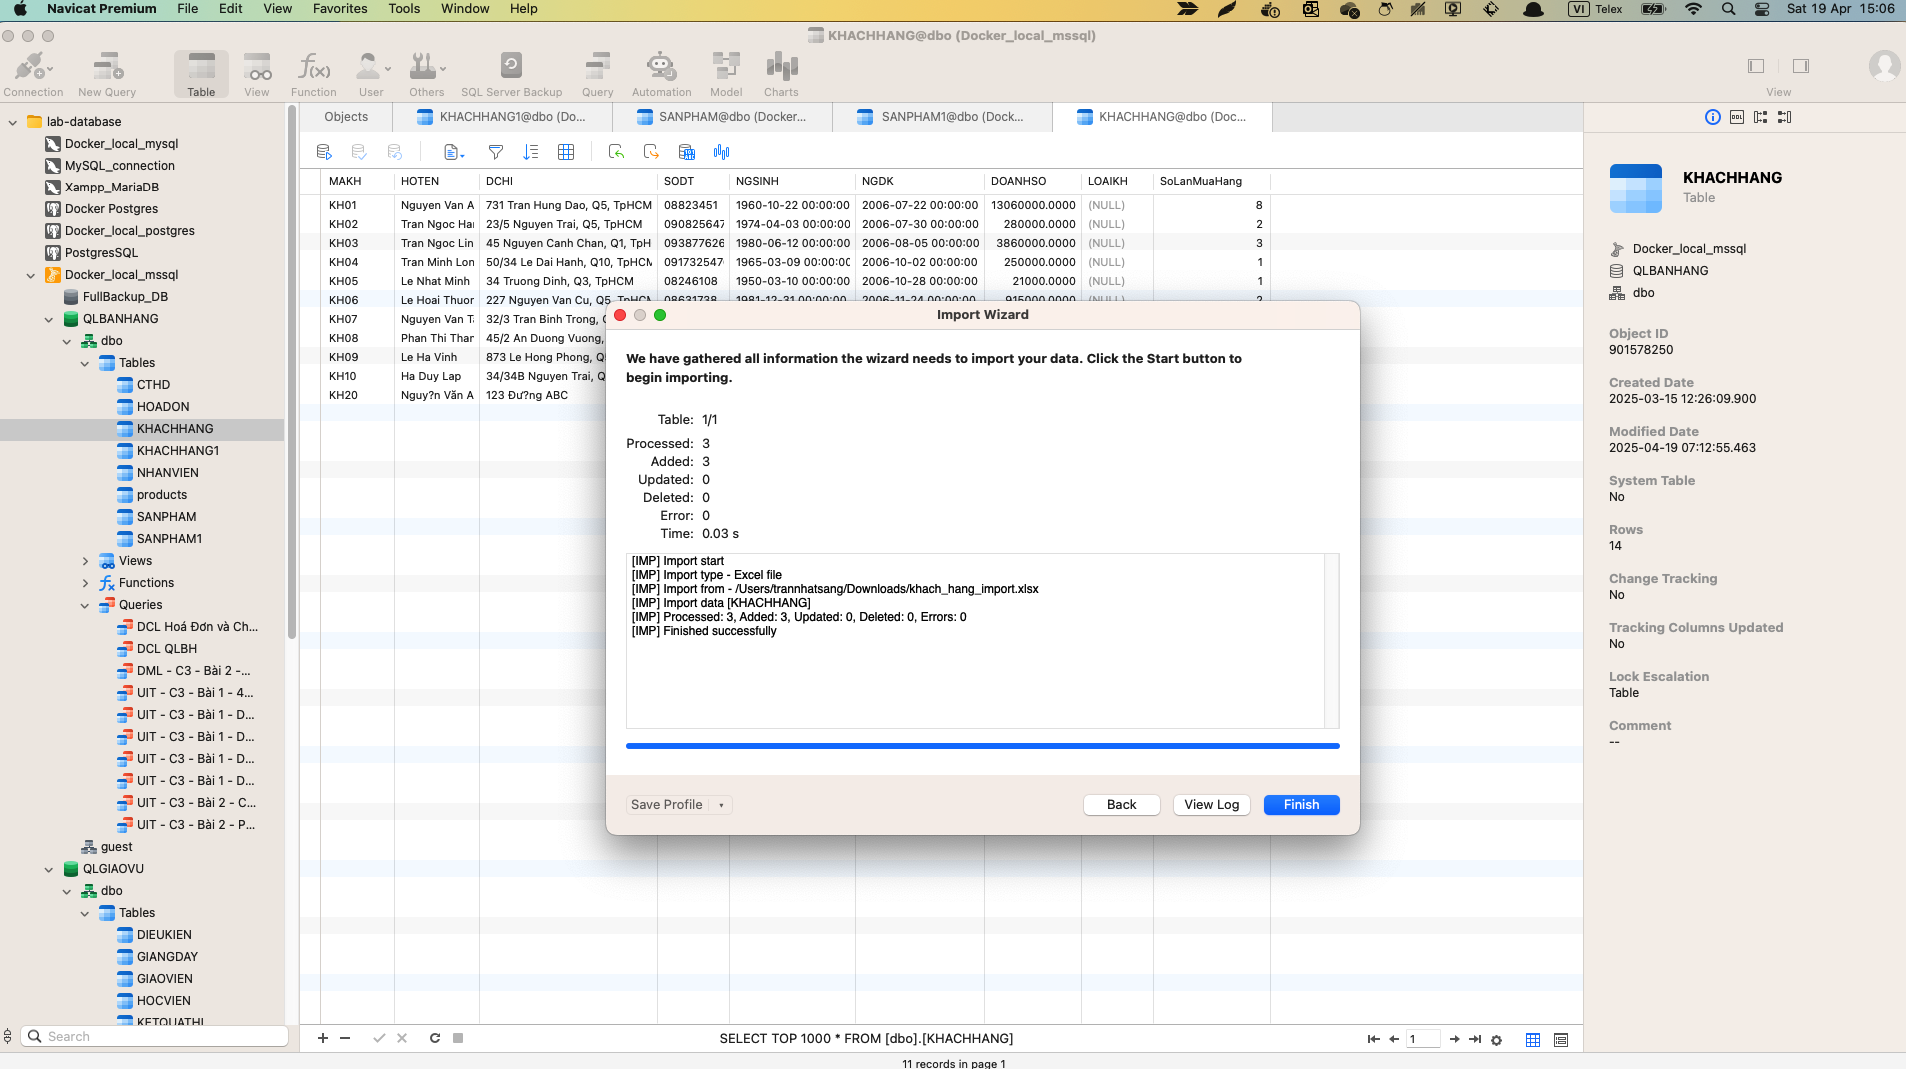 Navicat Premium File Edit View Favorites Tools Window Help VI Telex Sat 19 Apr 15:06
KHACHHANG@dbo (Docker_local_mssql)
Connection New Query Table View Function User Others SQL Server Backup Query Automation Model Charts View
lab-database
Docker_local_mysql
MySQL_connection
Xampp_MariaDB
Docker Postgres
Docker_local_postgres
PostgreSQL
Docker_local_mssql
FullBackup_DB
QLBANHANG
dbo
Tables
CTHD
HOADON
KHACHHANG
KHACHHANG1
NHANVIEN
products
SANPHAM
SANPHAM1
Views
Functions
Queries
DCL Hoá Đơn và Ch...
DCL QLBH
DML - C3 - Bài 2 -...
UIT - C3 - Bài 1 - 4...
UIT - C3 - Bài 1 - D...
UIT - C3 - Bài 1 - D...
UIT - C3 - Bài 1 - D...
UIT - C3 - Bài 1 - D...
UIT - C3 - Bài 2 - C...
UIT - C3 - Bài 2 - P...
guest
QLGIAOVU
dbo
Tables
DIEUKIEN
GIANGDAY
GIAOVIEN
HOCVIEN
KETQUATHI
Search
Objects KHACHHANG1@dbo (Do... SANPHAM@dbo (Docker... SANPHAM1@dbo (Dock... KHACHHANG@dbo (Doc...
MAKH HOTEN DCHI SODT NGSINH NGDK DOANHSO LOAIKH SoLanMuaHang
KH01 Nguyen Van A 731 Tran Hung Dao, Q5, TpHCM 08823451 1960-10-22 00:00:00 2006-07-22 00:00:00 13060000.0000 (NULL) 8
KH02 Tran Ngoc Har 23/5 Nguyen Trai, Q5, TpHCM 090825647 1974-04-03 00:00:00 2006-07-30 00:00:00 280000.0000 (NULL) 2
KH03 Tran Ngoc Lin 45 Nguyen Canh Chan, Q1, TpH 093877626 1980-06-12 00:00:00 2006-08-05 00:00:00 3860000.0000 (NULL) 3
KH04 Tran Minh Lon 50/34 Le Dai Hanh, Q10, TpHCM 091732547 1965-03-09 00:00:00 2006-10-02 00:00:00 250000.0000 (NULL) 1
KH05 Le Nhat Minh 34 Truong Dinh, Q3, TpHCM 08246108 1950-03-10 00:00:00 2006-10-28 00:00:00 21000.0000 (NULL) 1
KH06 Le Hoai Thuor 227 Nguyen Van Cu, Q5, TpHCM 08631738 1981-12-31 00:00:00 2006-11-24 00:00:00 915000.0000 (NULL) 2
KH07 Nguyen Van Ta 32/3 Tran Binh Trong,
KH08 Phan Thi Thar 45/2 An Duong Vuong,
KH09 Le Ha Vinh 873 Le Hong Phong, Q
KH10 Ha Duy Lap 34/34B Nguyen Trai, Q
KH20 Nguy?n Văn A 123 Đư?ng ABC
Import Wizard
We have gathered all information the wizard needs to import your data. Click the Start button to
begin importing.
Table: 1/1
Processed: 3
Added: 3
Updated: 0
Deleted: 0
Error: 0
Time: 0.03 s
[IMP] Import start
[IMP] Import type - Excel file
[IMP] Import from - /Users/trannhatsang/Downloads/khach_hang_import.xlsx
[IMP] Import data [KHACHHANG]
[IMP] Processed: 3, Added: 3, Updated: 0, Deleted: 0, Errors: 0
[IMP] Finished successfully
Save Profile Back View Log Finish
SELECT TOP 1000 * FROM [dbo].[KHACHHANG] 1
11 records in page 1
KHACHHANG
Table
Docker_local_mssql
QLBANHANG
dbo
Object ID
901578250
Created Date
2025-03-15 12:26:09.900
Modified Date
2025-04-19 07:12:55.463
System Table
No
Rows
14
Change Tracking
No
Tracking Columns Updated
No
Lock Escalation
Table
Comment
--